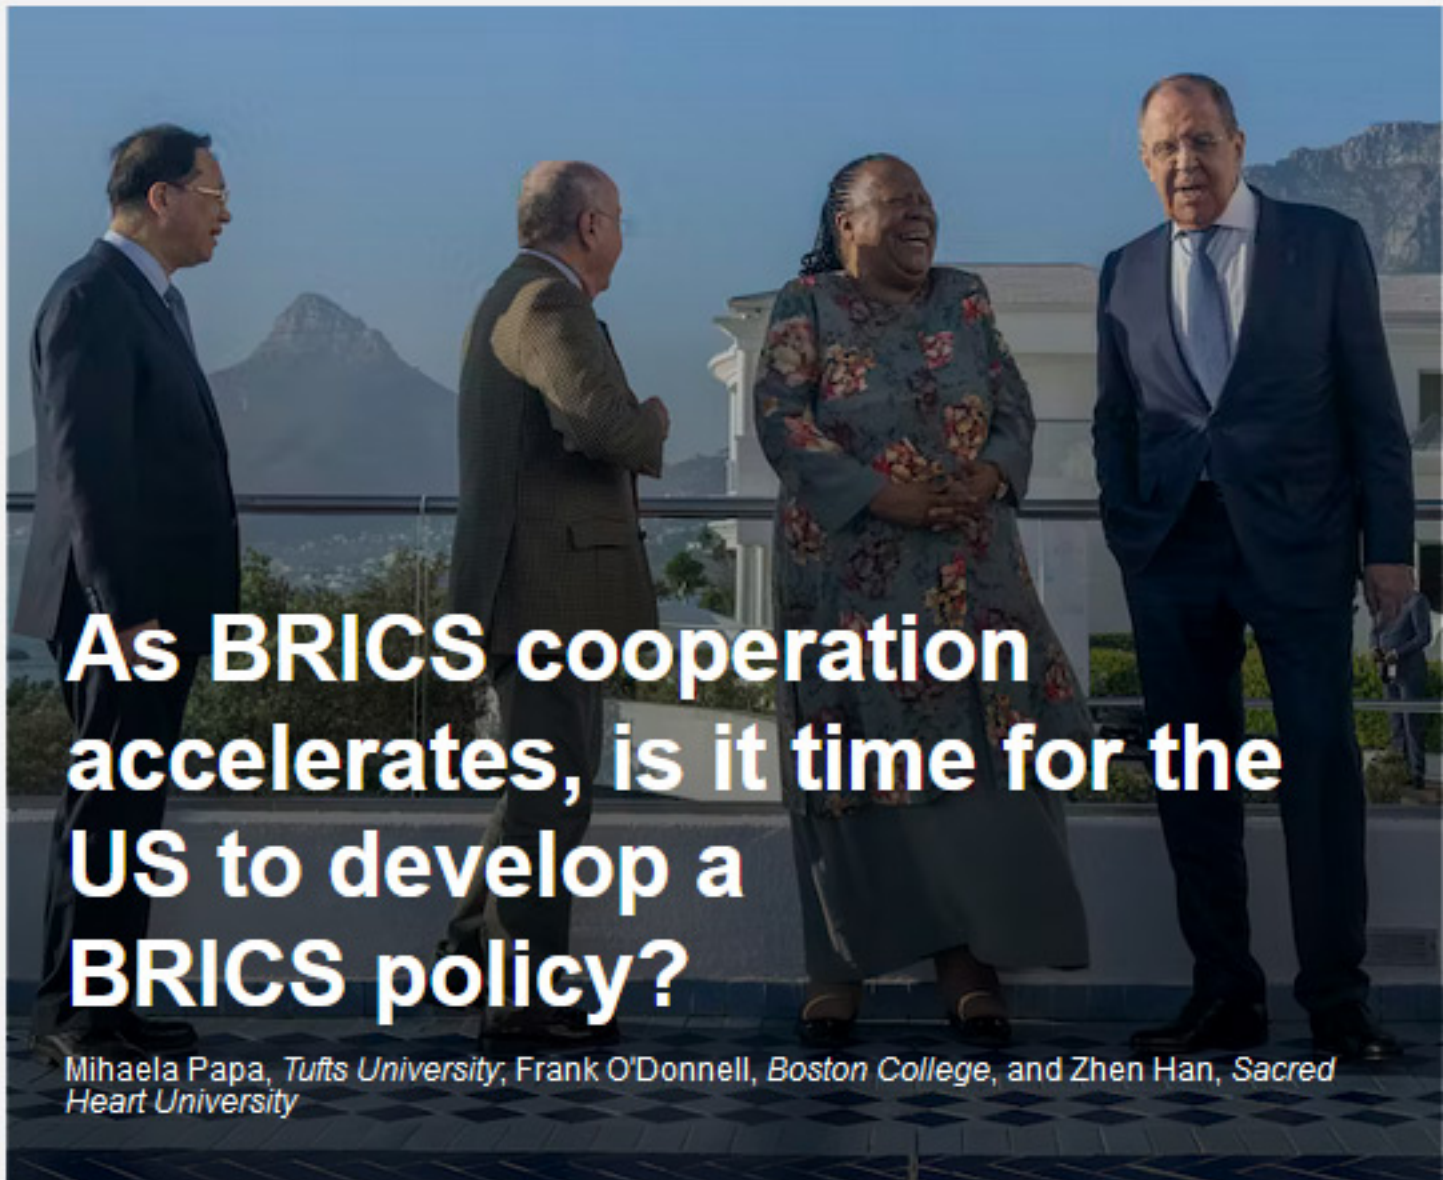 As BRICS cooperation
accelerates, is it time for the
US to develop a
BRICS policy?
Mihaela Papa, Tufts University; Frank O'Donnell, Boston College, and Zhen Han, Sacred
Heart University